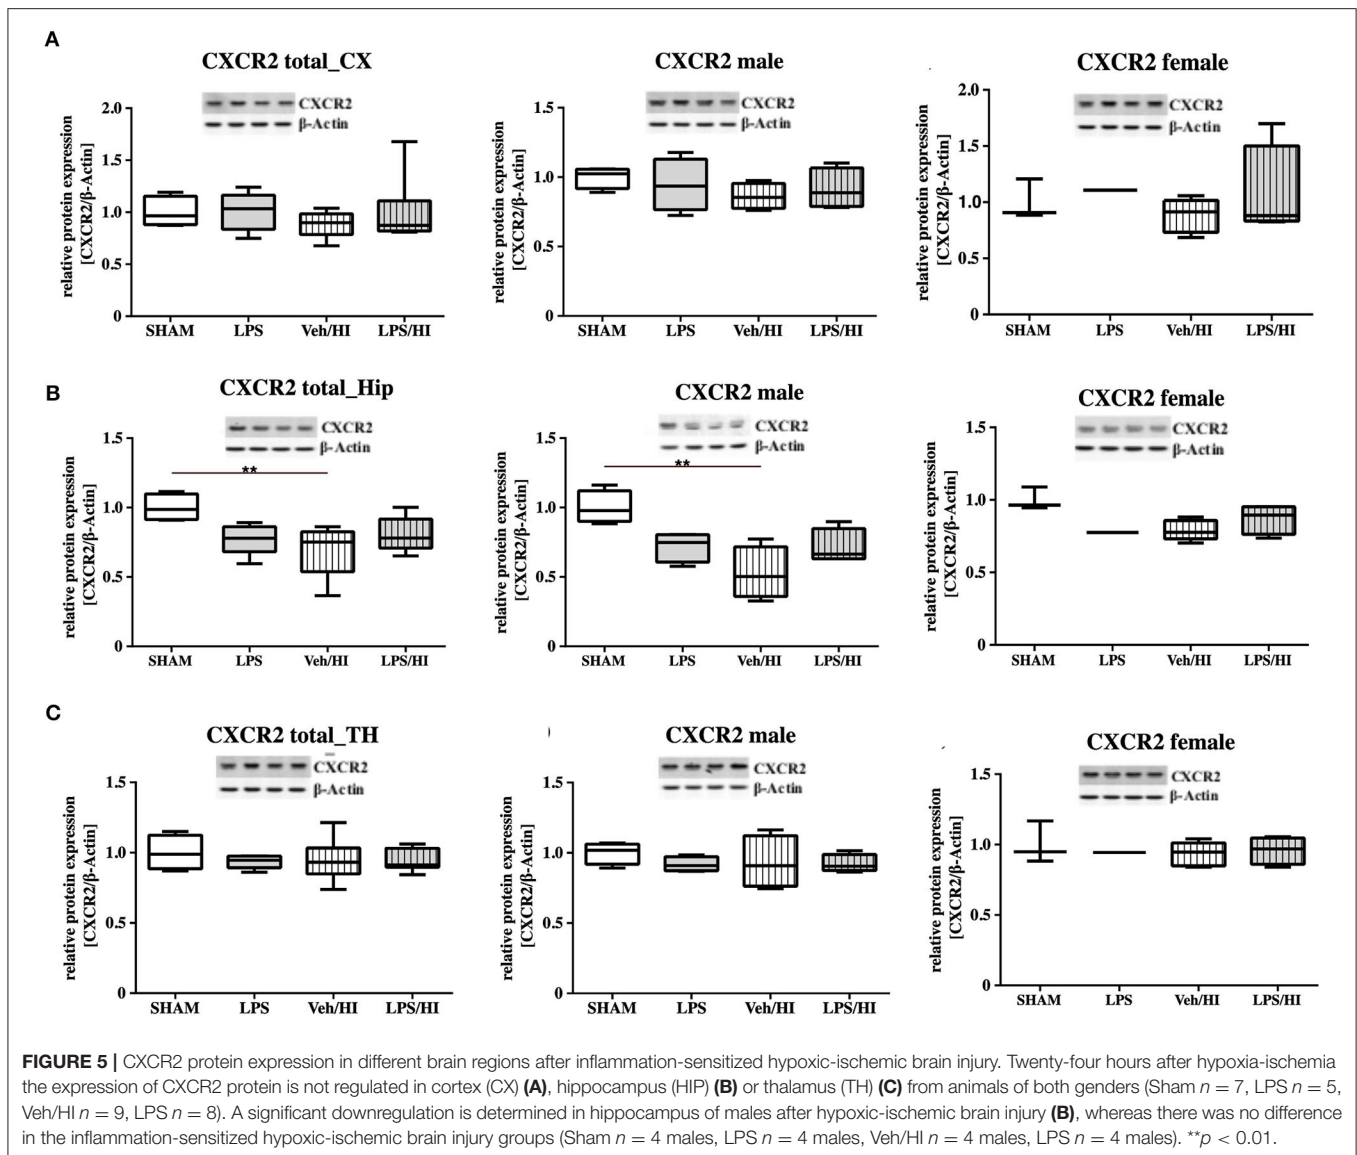 A
CXCR2 total_CX
CXCR2
β-Actin
relative protein expression
[CXCR2/β-Actin]
2.0
1.5
1.0
0.5
0
SHAM LPS Veh/HI LPS/HI
CXCR2 male
CXCR2
β-Actin
relative protein expression
[CXCR2/β-Actin]
1.5
1.0
0.5
0
SHAM LPS Veh/HI LPS/HI
CXCR2 female
CXCR2
β-Actin
relative protein expression
[CXCR2/β-Actin]
2.0
1.5
1.0
0.5
0
SHAM LPS Veh/HI LPS/HI
B
CXCR2 total_Hip
CXCR2
β-Actin
relative protein expression
[CXCR2/β-Actin]
1.5
1.0
0.5
0
**
SHAM LPS Veh/HI LPS/HI
CXCR2 male
CXCR2
β-Actin
relative protein expression
[CXCR2/β-Actin]
1.5
1.0
0.5
0
**
SHAM LPS Veh/HI LPS/HI
CXCR2 female
CXCR2
β-Actin
relative protein expression
[CXCR2/β-Actin]
1.5
1.0
0.5
0
SHAM LPS Veh/HI LPS/HI
C
CXCR2 total_TH
CXCR2
β-Actin
relative protein expression
[CXCR2/β-Actin]
1.5
1.0
0.5
0
SHAM LPS Veh/HI LPS/HI
CXCR2 male
CXCR2
β-Actin
relative protein expression
[CXCR2/β-Actin]
1.5
1.0
0.5
0
SHAM LPS Veh/HI LPS/HI
CXCR2 female
CXCR2
β-Actin
relative protein expression
[CXCR2/β-Actin]
1.5
1.0
0.5
0
SHAM LPS Veh/HI LPS/HI
FIGURE 5 | CXCR2 protein expression in different brain regions after inflammation-sensitized hypoxic-ischemic brain injury. Twenty-four hours after hypoxia-ischemia
the expression of CXCR2 protein is not regulated in cortex (CX) (A), hippocampus (HIP) (B) or thalamus (TH) (C) from animals of both genders (Sham n = 7, LPS n = 5,
Veh/HI n = 9, LPS n = 8). A significant downregulation is determined in hippocampus of males after hypoxic-ischemic brain injury (B), whereas there was no difference
in the inflammation-sensitized hypoxic-ischemic brain injury groups (Sham n = 4 males, LPS n = 4 males, Veh/HI n = 4 males, LPS n = 4 males). **p < 0.01.